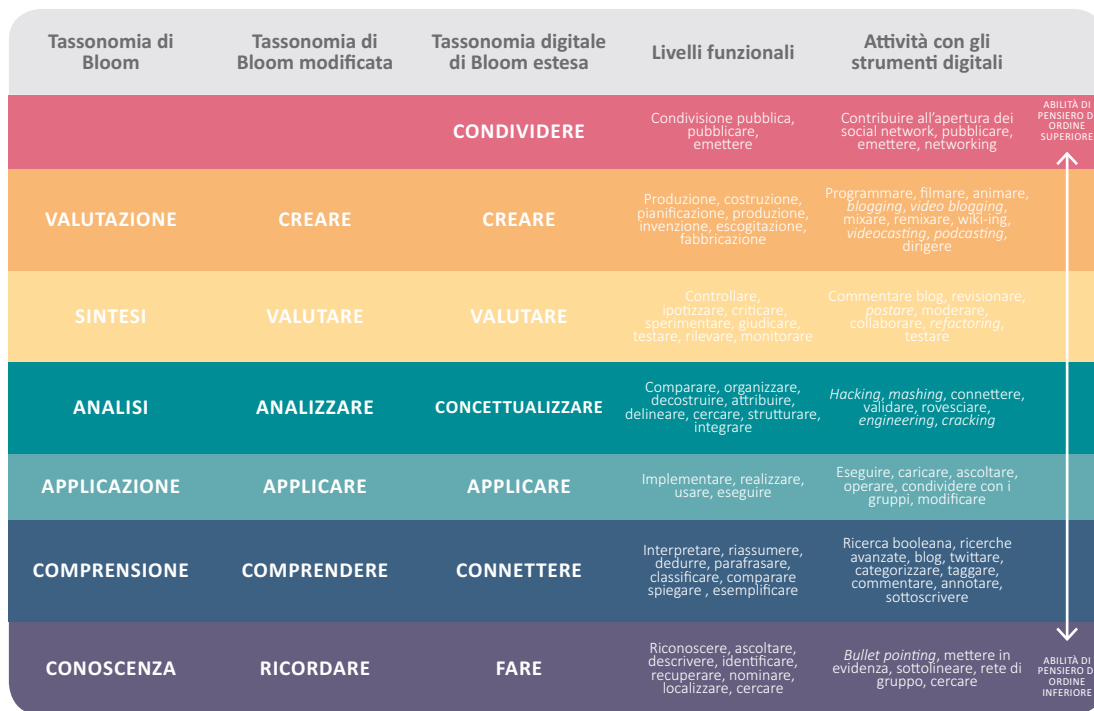 Tassonomia di
Bloom
Tassonomia di
Bloom modificata
Tassonomia digitale
di Bloom estesa
Livelli funzionali
Attività con gli
strumenti digitali
CONDIVIDERE
Condivisione pubblica,
pubblicare,
emettere
Contribuire all’apertura dei
social network, pubblicare,
emettere, networking
ABILITÀ DI
PENSIERO DI
ORDINE
SUPERIORE
VALUTAZIONE
CREARE
CREARE
Produzione, costruzione,
pianificazione, produzione,
invenzione, escogitazione,
fabbricazione
Programmare, filmare, animare,
blogging, video blogging,
mixare, remixare, wiki-ing,
videocasting, podcasting,
dirigere
SINTESI
VALUTARE
VALUTARE
Controllare,
ipotizzare, criticare,
sperimentare, giudicare,
testare, rilevare, monitorare
Commentare blog, revisionare,
postare, moderare,
collaborare, refactoring,
testare
ANALISI
ANALIZZARE
CONCETTUALIZZARE
Comparare, organizzare,
decostruire, attribuire,
delineare, cercare, strutturare,
integrare
Hacking, mashing, connettere,
validare, rovesciare,
engineering, cracking
APPLICAZIONE
APPLICARE
APPLICARE
Implementare, realizzare,
usare, eseguire
Eseguire, caricare, ascoltare,
operare, condividere con i
gruppi, modificare
COMPRENSIONE
COMPRENDERE
CONNETTERE
Interpretare, riassumere,
dedurre, parafrasare,
classificare, comparare
spiegare , esemplificare
Ricerca booleana, ricerche
avanzate, blog, twittare,
categorizzare, taggare,
commentare, annotare,
sottoscrivere
CONOSCENZA
RICORDARE
FARE
Riconoscere, ascoltare,
descrivere, identificare,
recuperare, nominare,
localizzare, cercare
Bullet pointing, mettere in
evidenza, sottolineare, rete di
gruppo, cercare
ABILITÀ DI
PENSIERO DI
ORDINE
INFERIORE